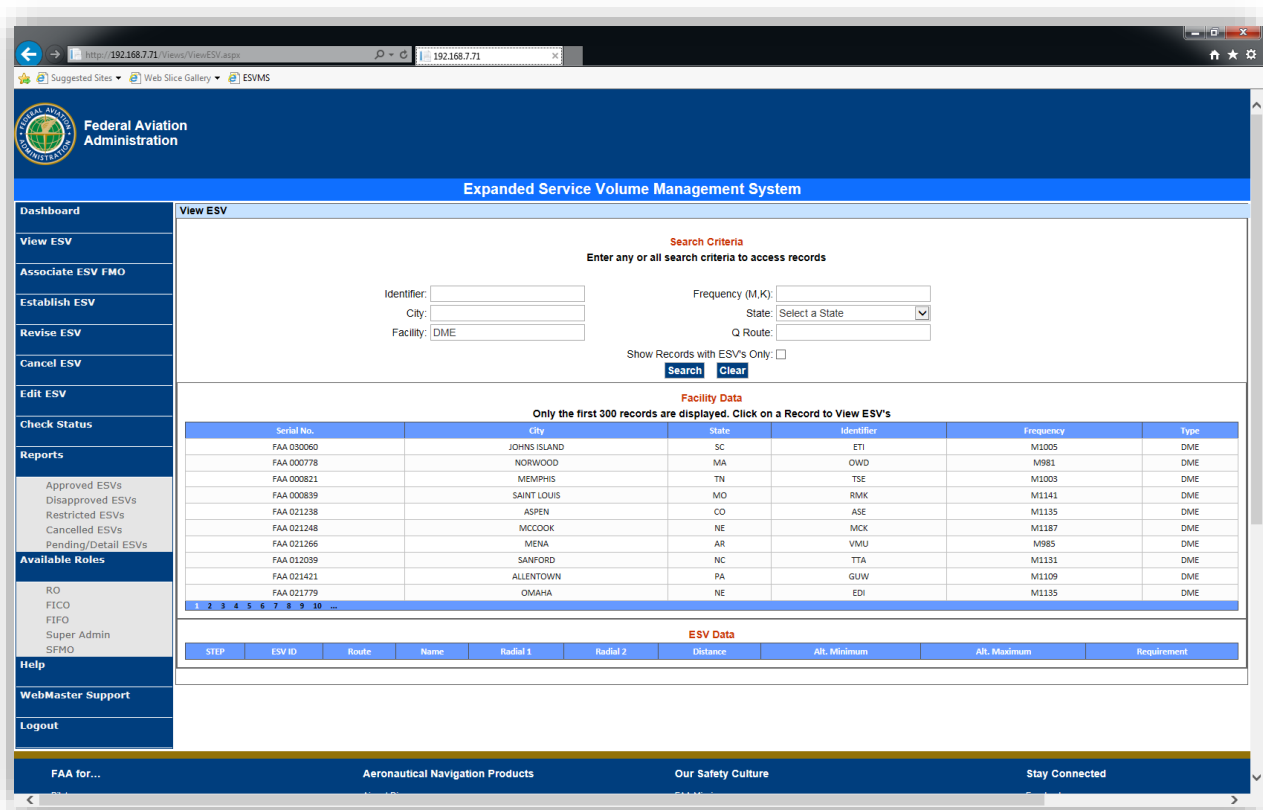 http://192.168.7.71/Views/ViewESV.aspx
192.168.7.71
Suggested Sites
Web Slice Gallery
ESVMS
Federal Aviation
Administration
Expanded Service Volume Management System
Dashboard
View ESV
Associate ESV FMO
Establish ESV
Revise ESV
Cancel ESV
Edit ESV
Check Status
Reports
Approved ESVs
Disapproved ESVs
Restricted ESVs
Cancelled ESVs
Pending/Detail ESVs
Available Roles
RO
FICO
FIFO
Super Admin
SFMO
Help
WebMaster Support
Logout
View ESV
Search Criteria
Enter any or all search criteria to access records
Identifier: Frequency (M,K):
City: State: Select a State
Facility: DME Q Route:
Show Records with ESV's Only:
Search Clear
Facility Data
Only the first 300 records are displayed. Click on a Record to View ESV's
Serial No. City State Identifier Frequency Type
FAA 030060 JOHNS ISLAND SC ETI M1005 DME
FAA 000778 NORWOOD MA OWD M981 DME
FAA 000821 MEMPHIS TN TSE M1003 DME
FAA 000839 SAINT LOUIS MO RMK M1141 DME
FAA 021238 ASPEN CO ASE M1135 DME
FAA 021248 MCCOOK NE MCK M1187 DME
FAA 021266 MENA AR VMU M985 DME
FAA 012039 SANFORD NC TTA M1131 DME
FAA 021421 ALLENTOWN PA GUW M1109 DME
FAA 021779 OMAHA NE EDI M1135 DME
1 2 3 4 5 6 7 8 9 10 ...
ESV Data
STEP ESV ID Route Name Radial 1 Radial 2 Distance Alt. Minimum Alt. Maximum Requirement
FAA for... Aeronautical Navigation Products Our Safety Culture Stay Connected